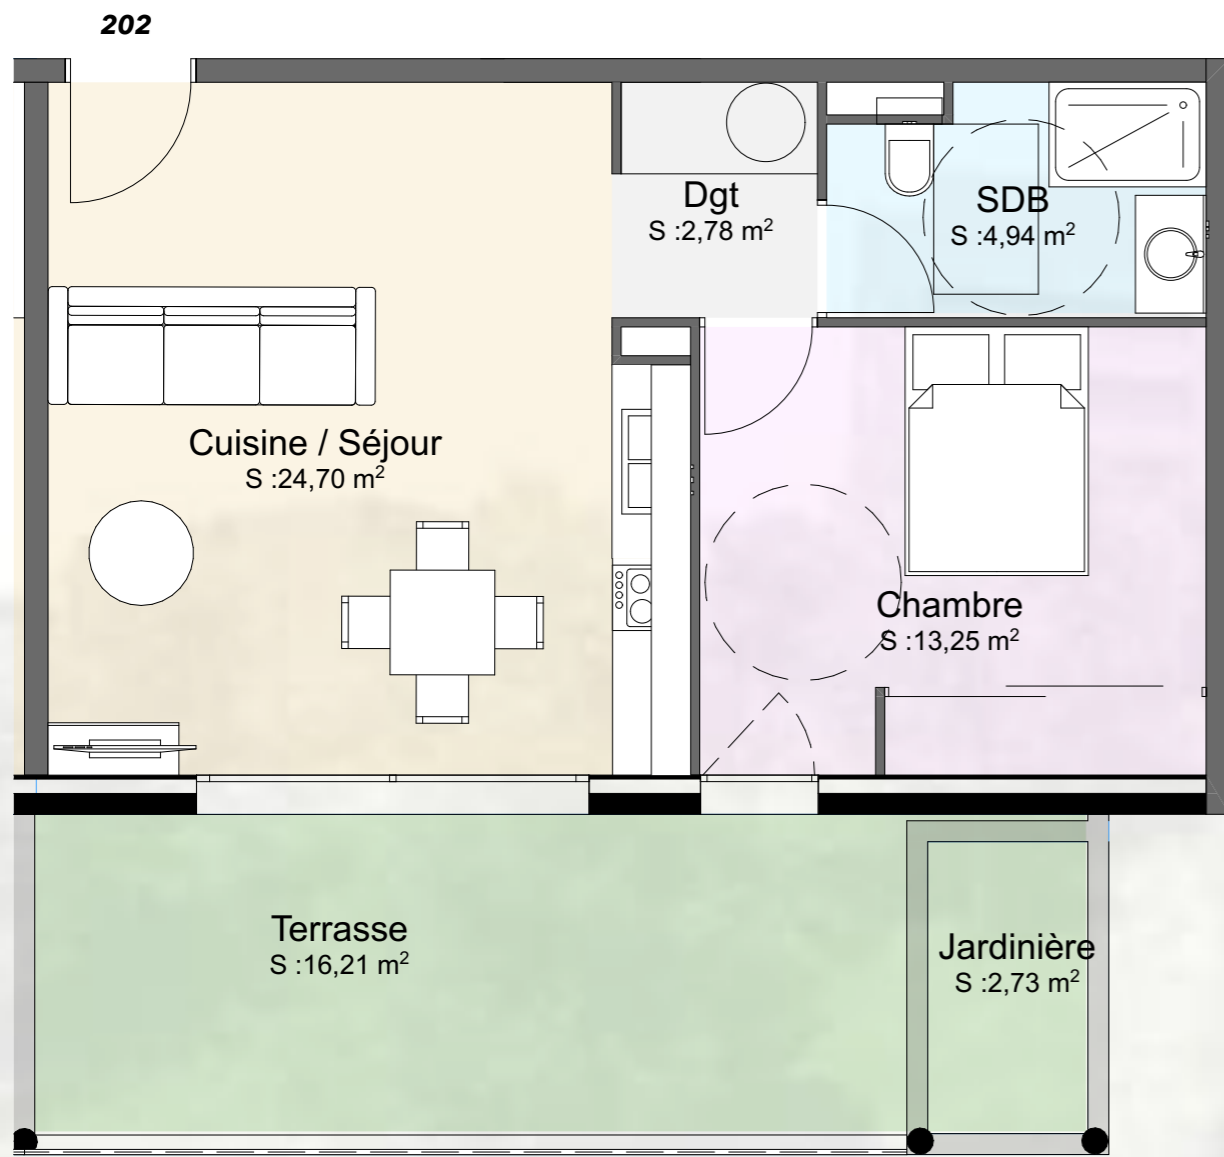 202
Dgt
S :2,78 m²
SDB
S :4,94 m²
Cuisine / Séjour
S :24,70 m²
Chambre
S :13,25 m²
Terrasse
S :16,21 m²
Jardinière
S :2,73 m²